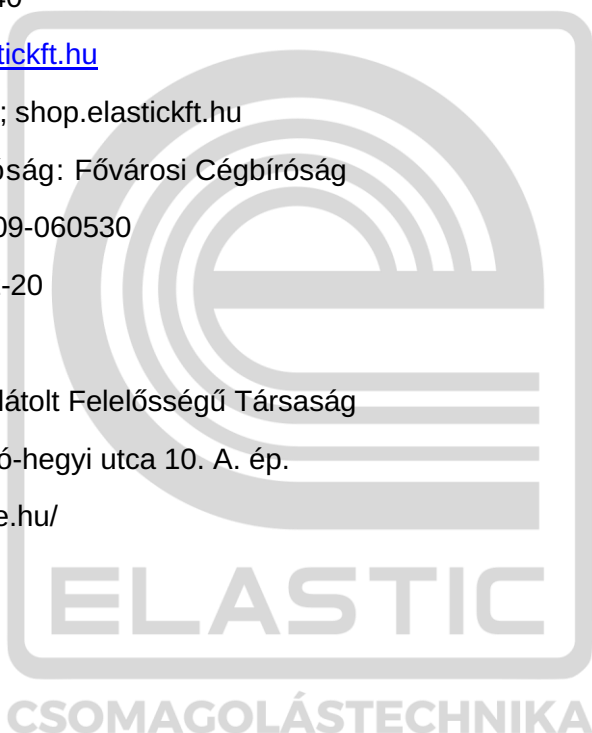 40
tickft.hu
; shop.elastickft.hu
óság: Fővárosi Cégbíróság
09-060530
-20
látolt Felelősségű Társaság
ó-hegyi utca 10. A. ép.
e.hu/
ELASTIC
CSOMAGOLÁSTECHNIKA